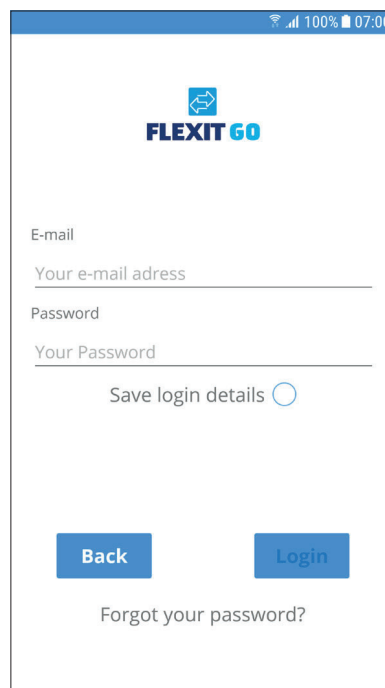 100% 07:00
FLEXIT GO
E-mail
Your e-mail adress
Password
Your Password
Save login details
Back Login
Forgot your password?